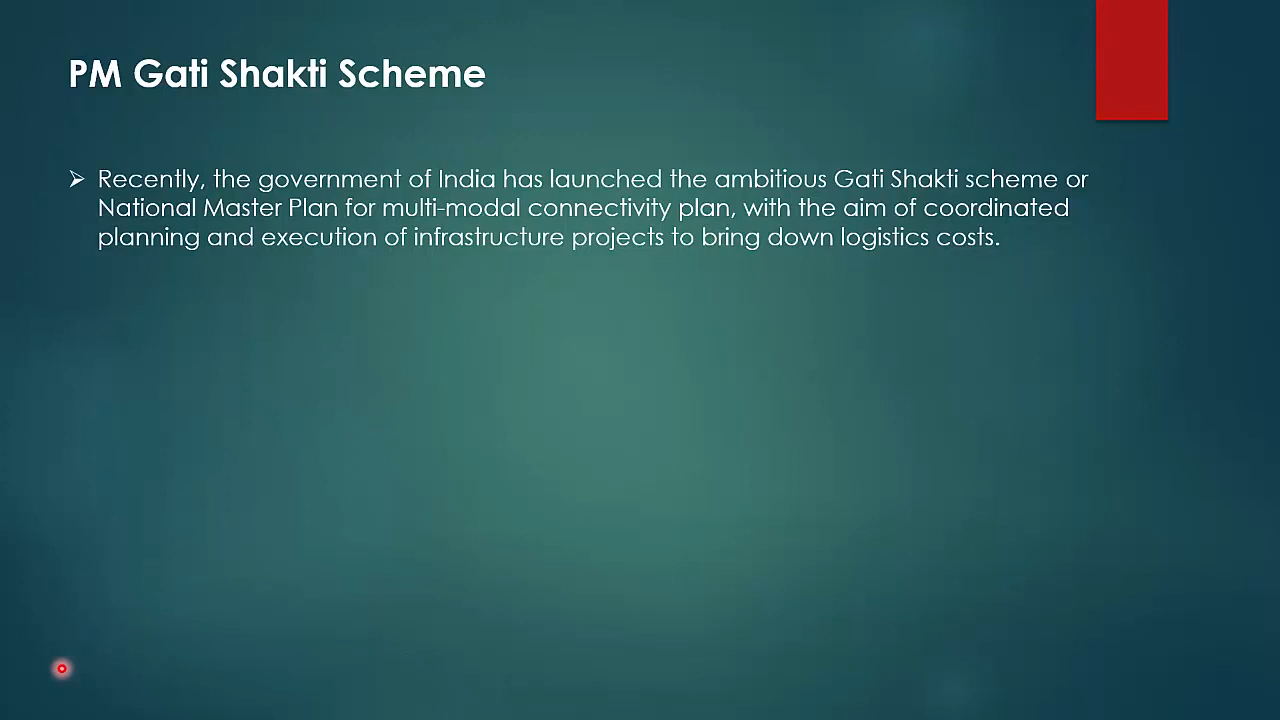 PM Gati Shakti Scheme
Recently, the government of India has launched the ambitious Gati Shakti scheme or
National Master Plan for multi-modal connectivity plan, with the aim of coordinated
planning and execution of infrastructure projects to bring down logistics costs.